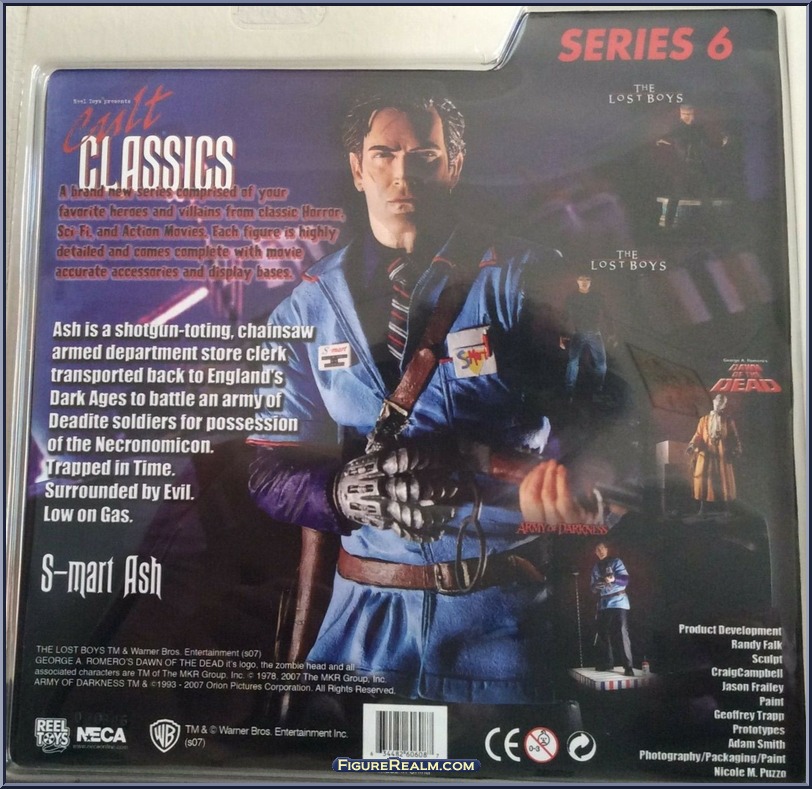 SERIES 6
Reel Toys presents
Cult
CLASSICS
A brand new series comprised of your
favorite heroes and villains from classic Horror,
Sci-Fi, and Action Movies. Each figure is highly
detailed and comes complete with movie
accurate accessories and display bases.
Ash is a shotgun-toting, chainsaw
armed department store clerk
transported back to England's
Dark Ages to battle an army of
Deadite soldiers for possession
of the Necronomicon.
Trapped in Time.
Surrounded by Evil.
Low on Gas.
S-mart Ash
S-mart
S-Mart
THE
LOST BOYS
THE
LOST BOYS
George A. Romero's
DAWN
OF THE
DEAD
ARMY OF DARKNESS
THE LOST BOYS TM & Warner Bros. Entertainment (s07)
GEORGE A. ROMERO'S DAWN OF THE DEAD it's logo, the zombie head and all
associated characters are TM of The MKR Group, Inc. © 1978, 2007 The MKR Group, Inc.
ARMY OF DARKNESS TM & ©1993 - 2007 Orion Pictures Corporation. All Rights Reserved.
REEL
TOYS
NECA
WB
TM & © Warner Bros. Entertainment Inc.
(s07)
CE
0-3
Product Development
Randy Falk
Sculpt
CraigCampbell
Jason Frailey
Paint
Geoffrey Trapp
Prototypes
Adam Smith
Photography/Packaging/Paint
Nicole M. Puzzo
FIGUREREALM.COM